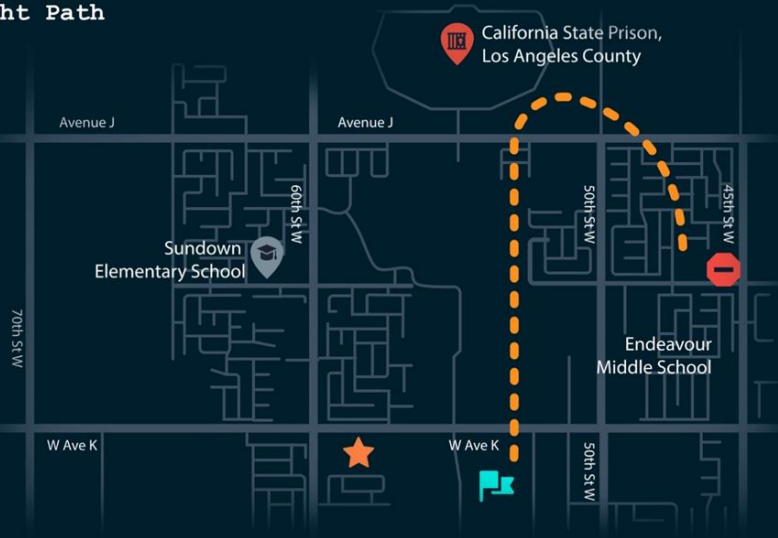 ht Path
California State Prison,
Los Angeles County
Avenue J
Avenue J
60th St W
50th St W
45th St W
Sundown
Elementary School
70th St W
Endeavour
Middle School
W Ave K
W Ave K
50th St W